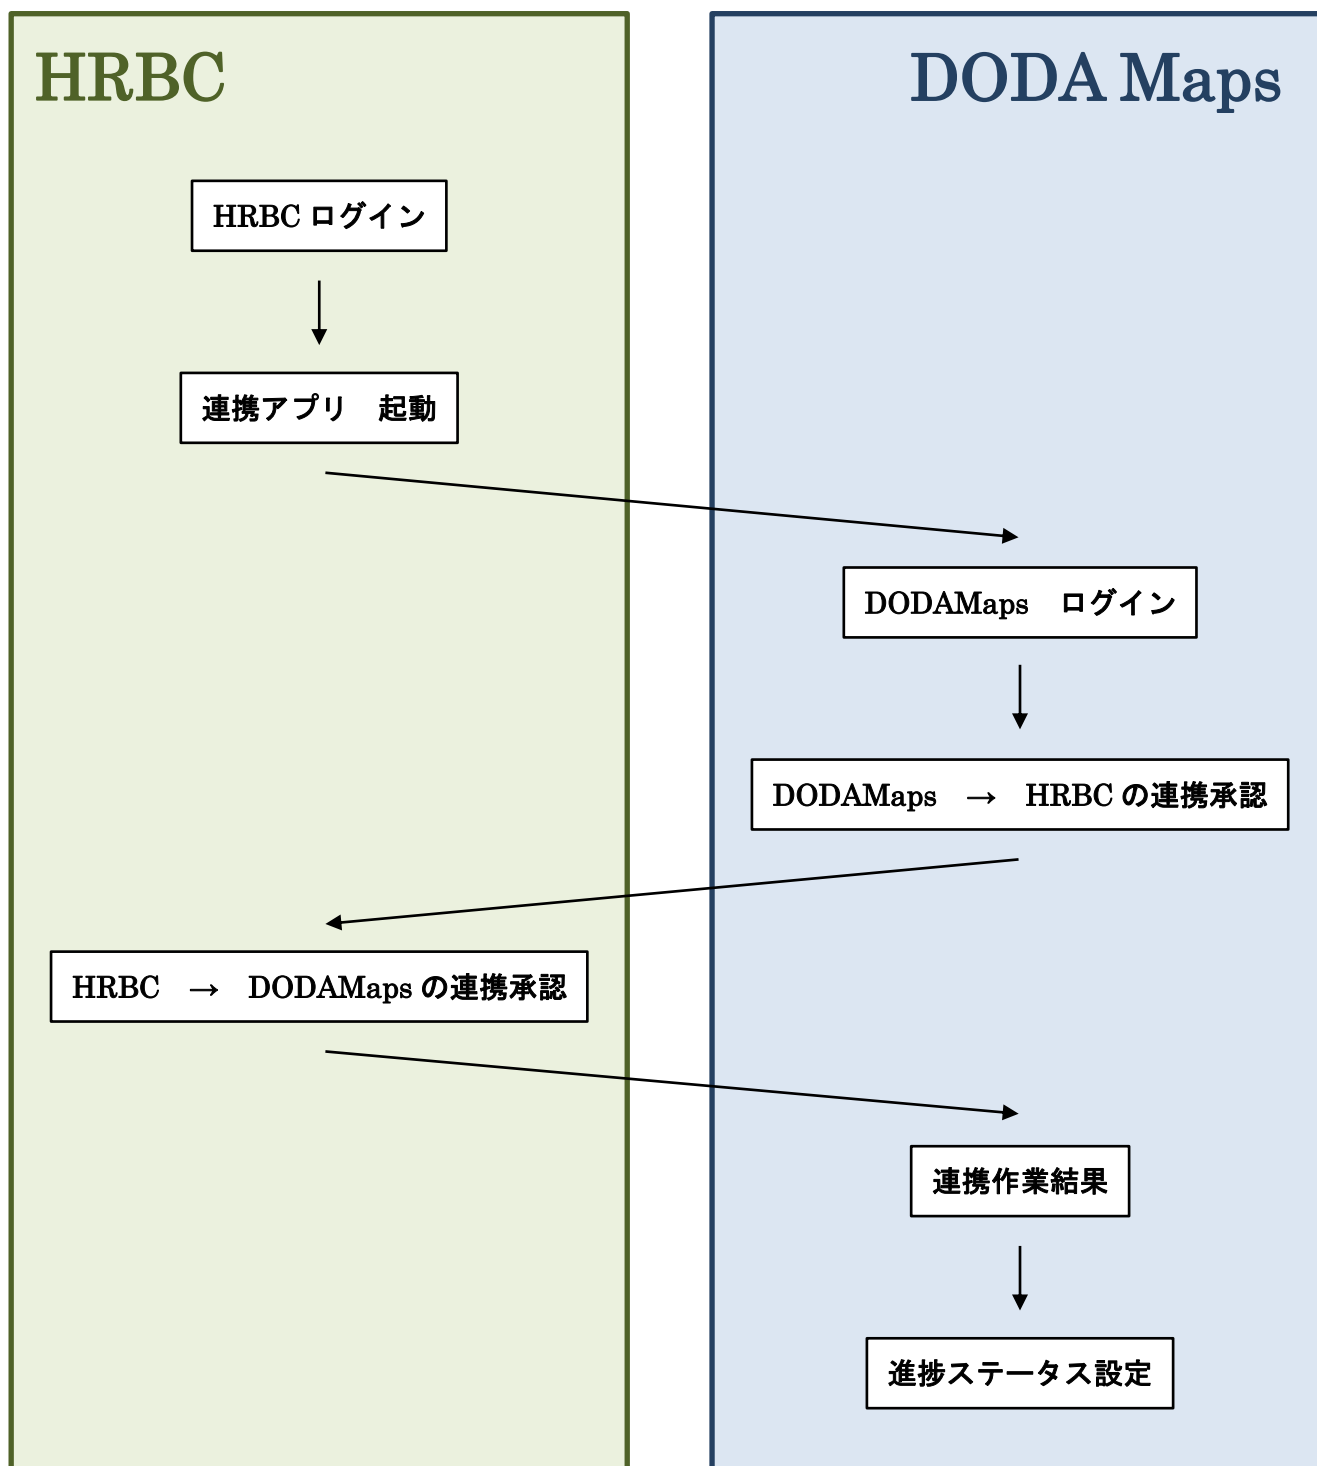 HRBC
DODA Maps
HRBC ログイン
連携アプリ　起動
DODAMaps　ログイン
DODAMaps　→　HRBC の連携承認
HRBC　→　DODAMaps の連携承認
連携作業結果
進捗ステータス設定